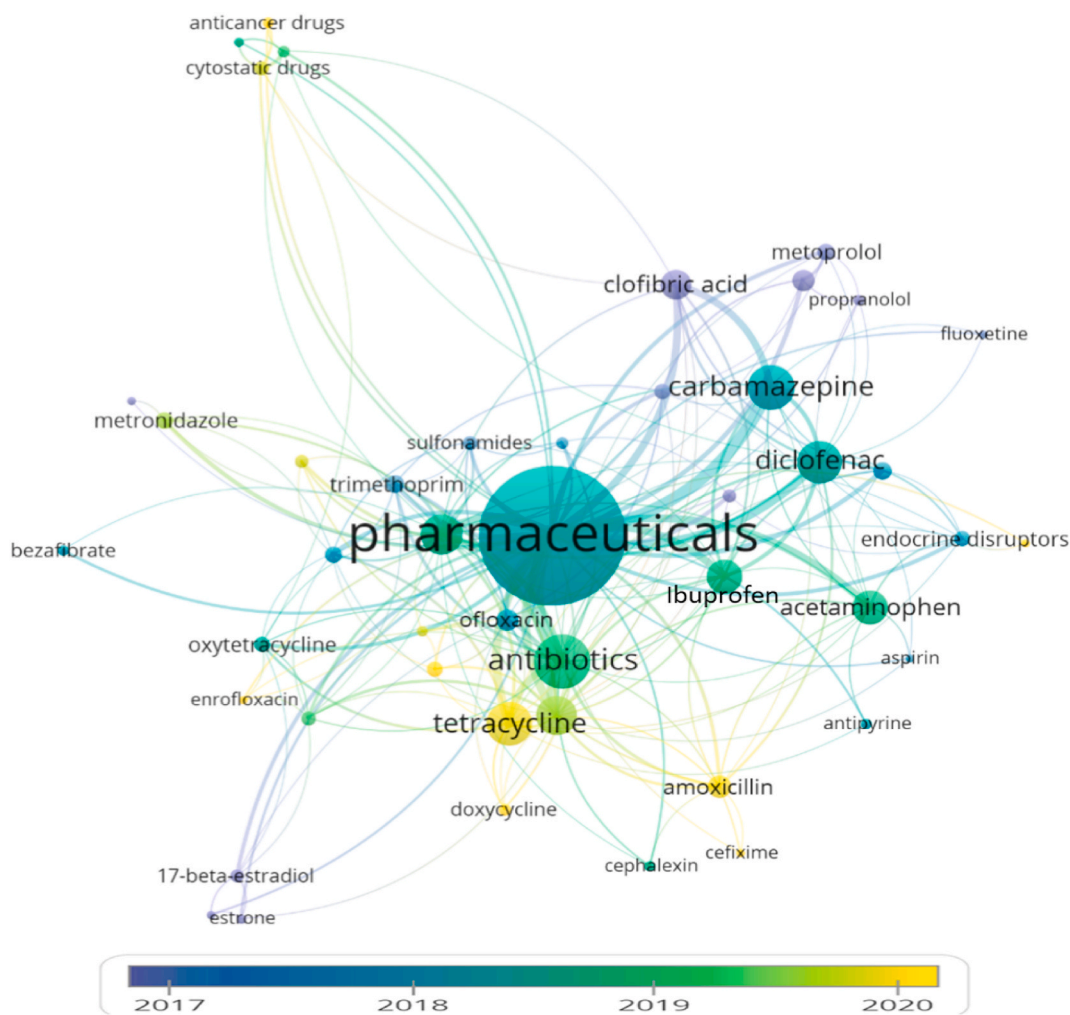 anticancer drugs
cytostatic drugs
metoprolol
clofibric acid
propranolol
fluoxetine
carbamazepine
metronidazole
sulfonamides
diclofenac
trimethoprim
pharmaceuticals
endocrine disruptors
bezafibrate
Ibuprofen
acetaminophen
ofloxacin
oxytetracycline
antibiotics
aspirin
enrofloxacin
tetracycline
antipyrine
amoxicillin
doxycycline
cefixime
cephalexin
17-beta-estradiol
estrone
2017 2018 2019 2020